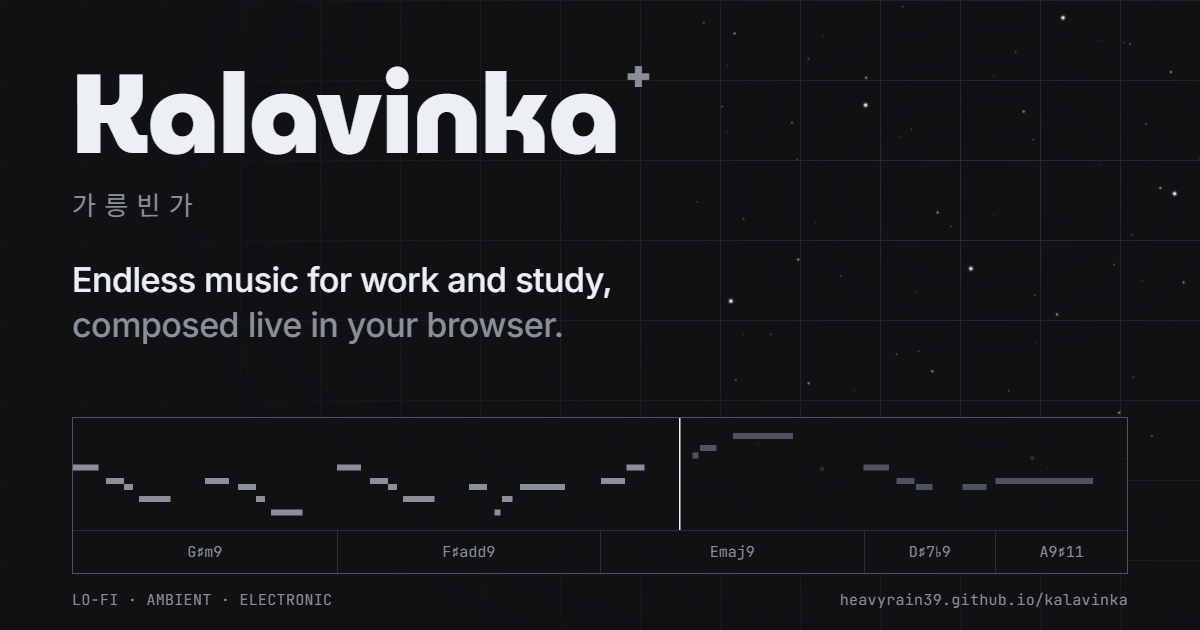 Kalavinka
가릉빈가
Endless music for work and study,
composed live in your browser.
G♯m9 F♯add9 Emaj9 D♯7♭9 A9♯11
LO-FI · AMBIENT · ELECTRONIC
heavyrain39.github.io/kalavinka